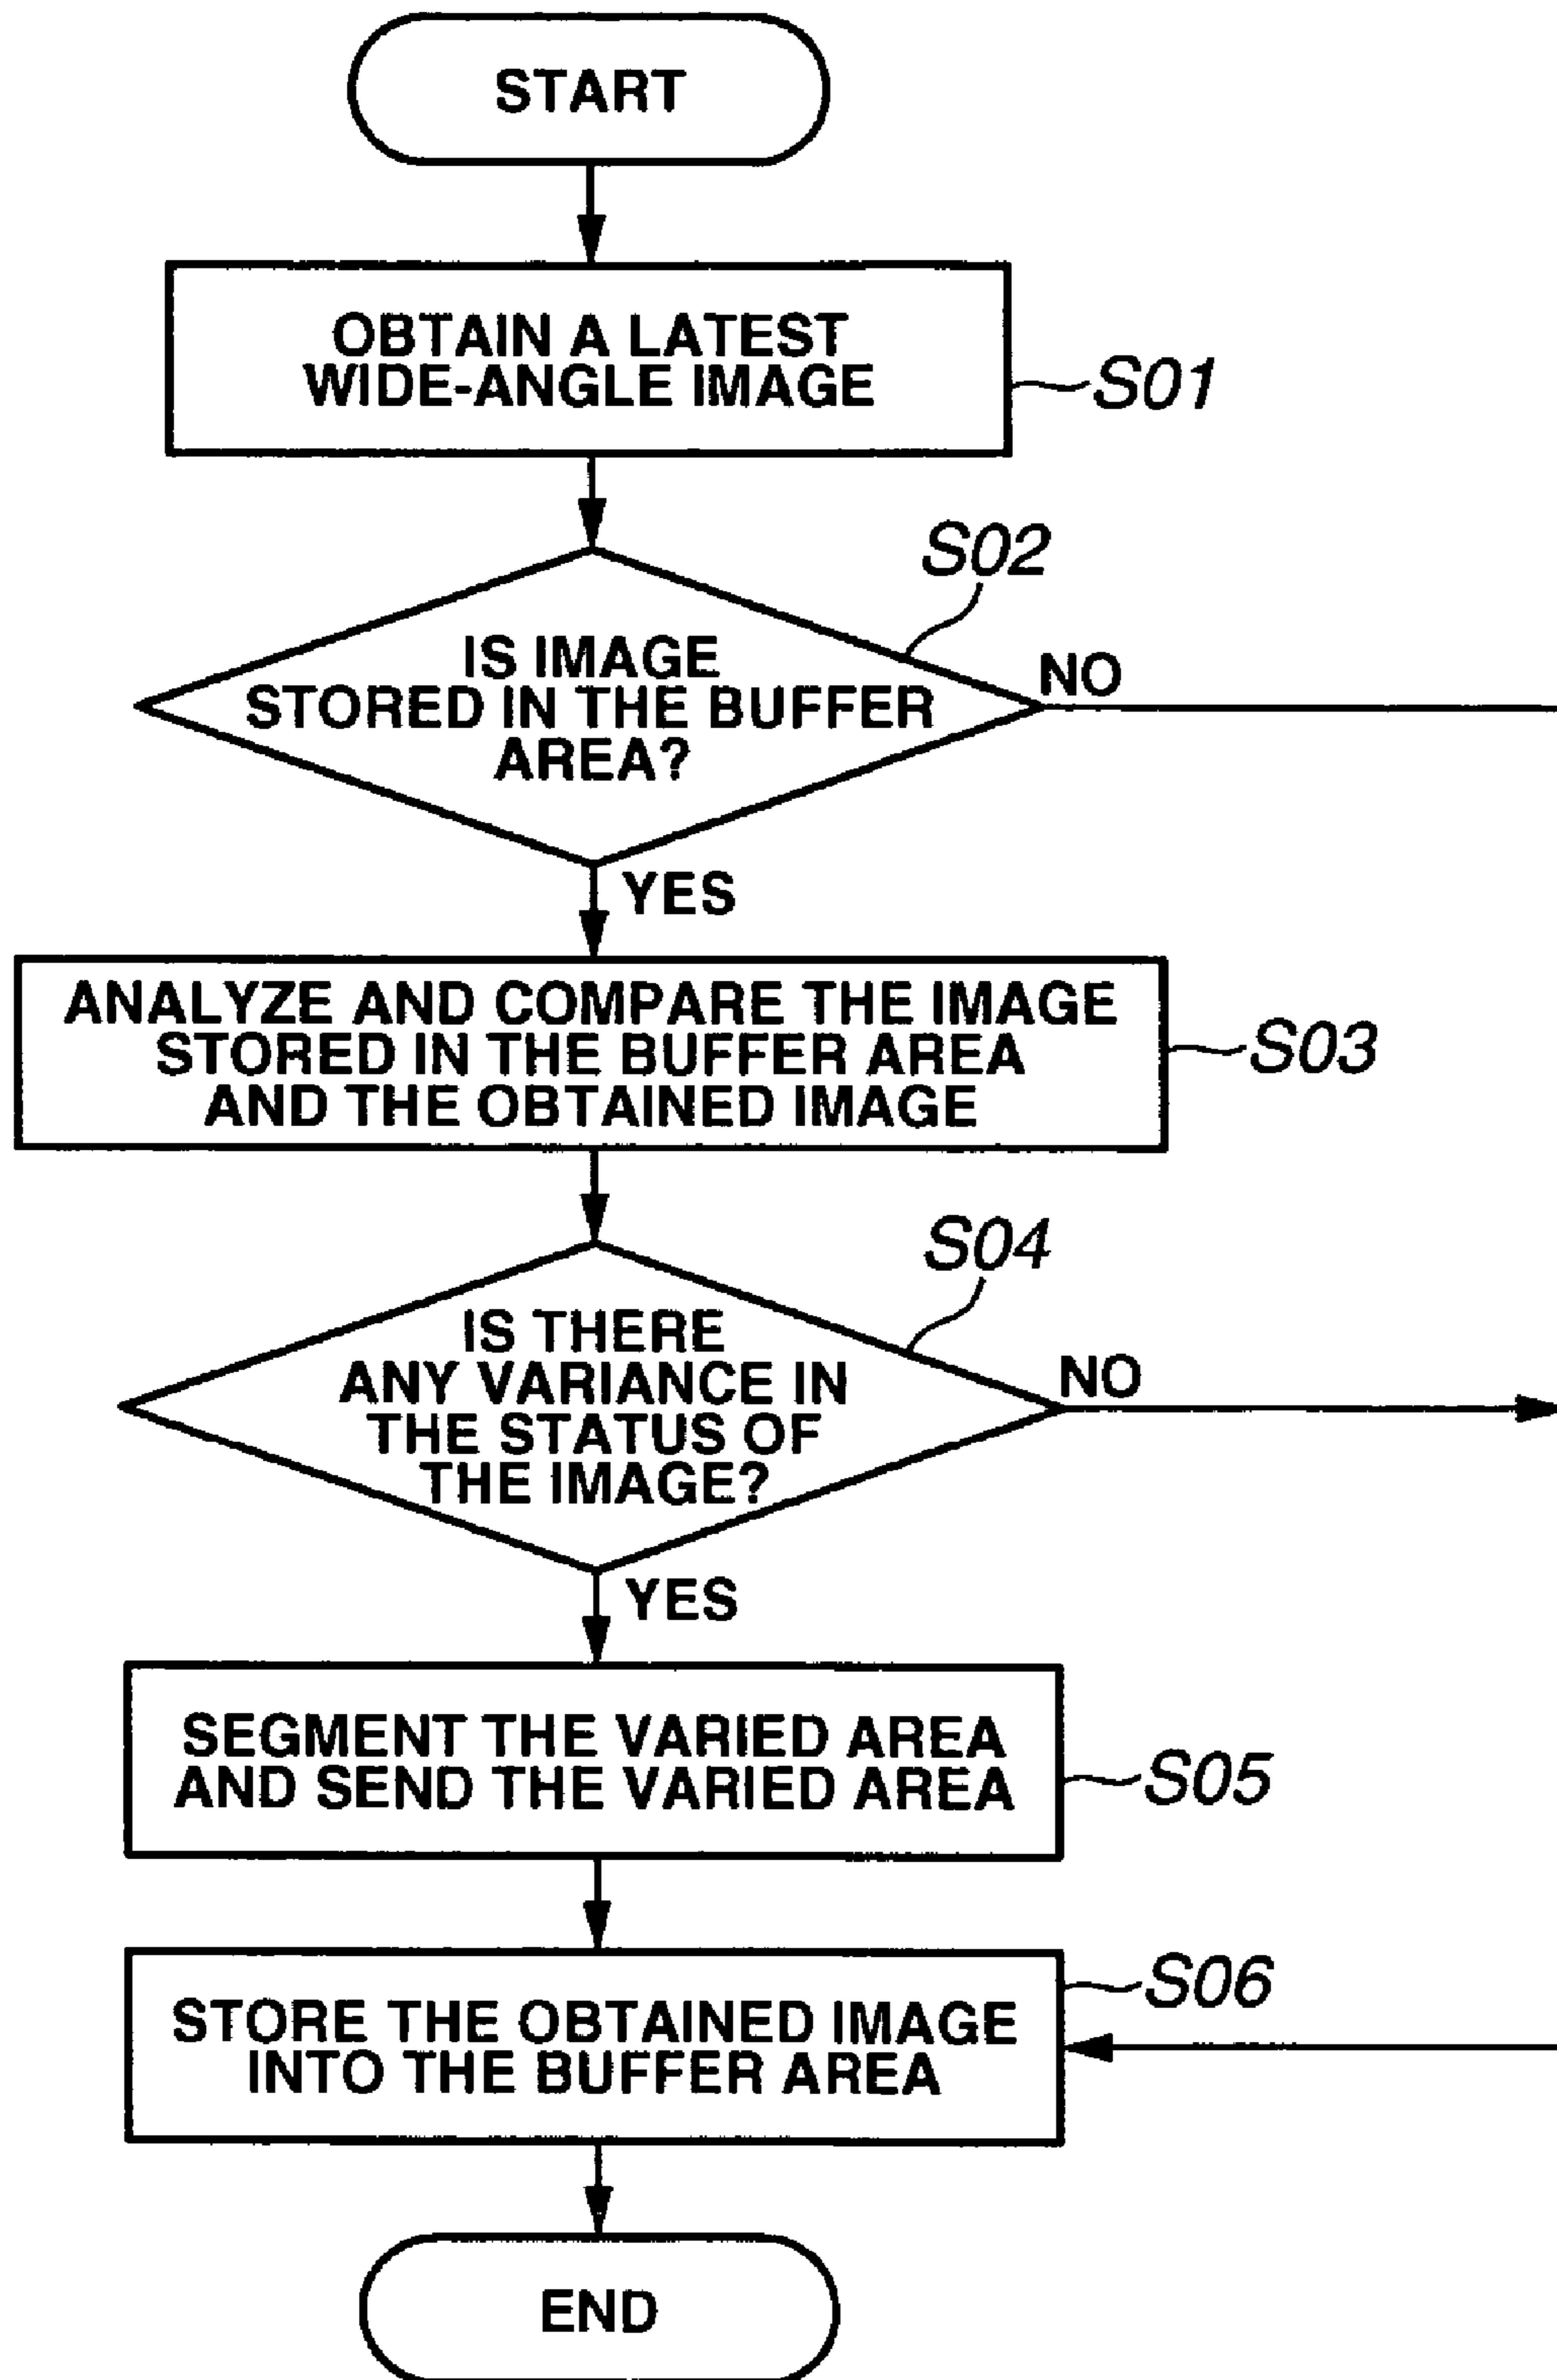 START
OBTAIN A LATEST
WIDE-ANGLE IMAGE
S01
S02
IS IMAGE
STORED IN THE BUFFER
AREA?
NO
YES
ANALYZE AND COMPARE THE IMAGE
STORED IN THE BUFFER AREA
AND THE OBTAINED IMAGE
S03
S04
IS THERE
ANY VARIANCE IN
THE STATUS OF
THE IMAGE?
NO
YES
SEGMENT THE VARIED AREA
AND SEND THE VARIED AREA
S05
S06
STORE THE OBTAINED IMAGE
INTO THE BUFFER AREA
END